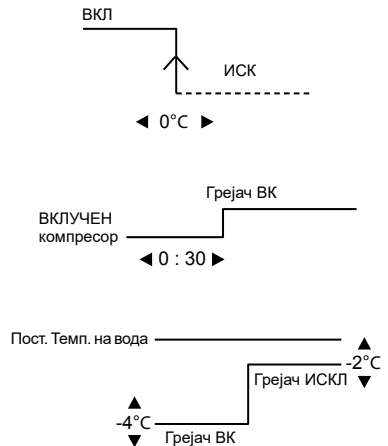 ВКЛ
ИСК
◀ 0°C ▶
Грејач ВК
ВКЛУЧЕН
компресор
◀ 0 : 30 ▶
Пост. Темп. на вода
-2°C
Грејач ИСКЛ
-4°C
Грејач ВК